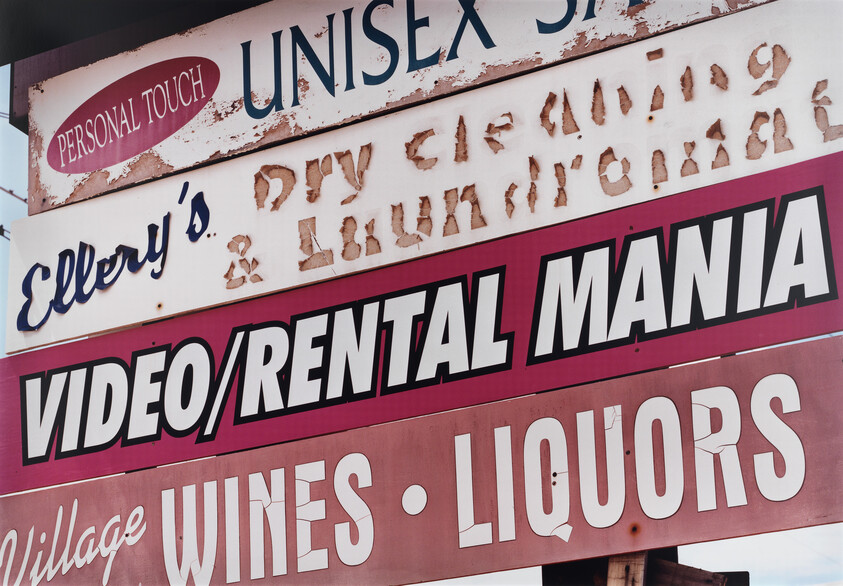 PERSONAL TOUCH
UNISEX
Ellery's Dry Cleaning
& Laundromat
VIDEO/RENTAL MANIA
Village WINES • LIQUORS